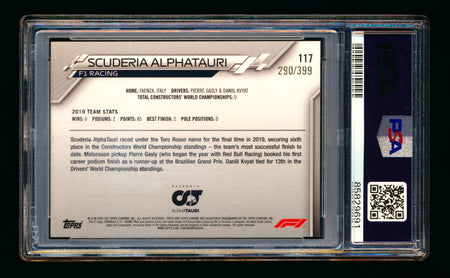 SCUDERIA ALPHATAURI
F1 RACING
117
290/399
HOME: FAENZA, ITALY DRIVERS: PIERRE GASLY & DANIIL KVYAT
TOTAL CONSTRUCTORS' WORLD CHAMPIONSHIPS: 0
2019 TEAM STATS
WINS: 0 PODIUMS: 2 POINTS: 85 BEST FINISH: 2 POLE POSITIONS: 0
Scuderia AlphaTauri raced under the Toro Rosso name for the final time in 2019, securing sixth
place in the Constructors World Championship standings – the team's most successful finish to
date. Midseason pickup Pierre Gasly (who began the year with Red Bull Racing) booked his
first career podium finish as a runner-up at the Brazilian Grand Prix. Daniil Kvyat tied for 13th in the
Drivers' World Championship standings.
SCUDERIA
ALPHATAURI
Topps
F1
PSA
85829691